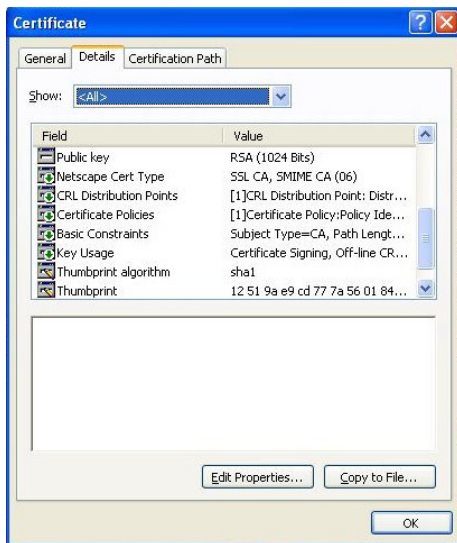 Certificate
General Details Certification Path
Show: <All>
Field Value
Public key RSA (1024 Bits)
Netscape Cert Type SSL CA, SMIME CA (06)
CRL Distribution Points [1]CRL Distribution Point: Distr...
Certificate Policies [1]Certificate Policy:Policy Ide...
Basic Constraints Subject Type=CA, Path Lengt...
Key Usage Certificate Signing, Off-line CR...
Thumbprint algorithm sha1
Thumbprint 12 51 9a e9 cd 77 7a 56 01 84...
Edit Properties... Copy to File...
OK